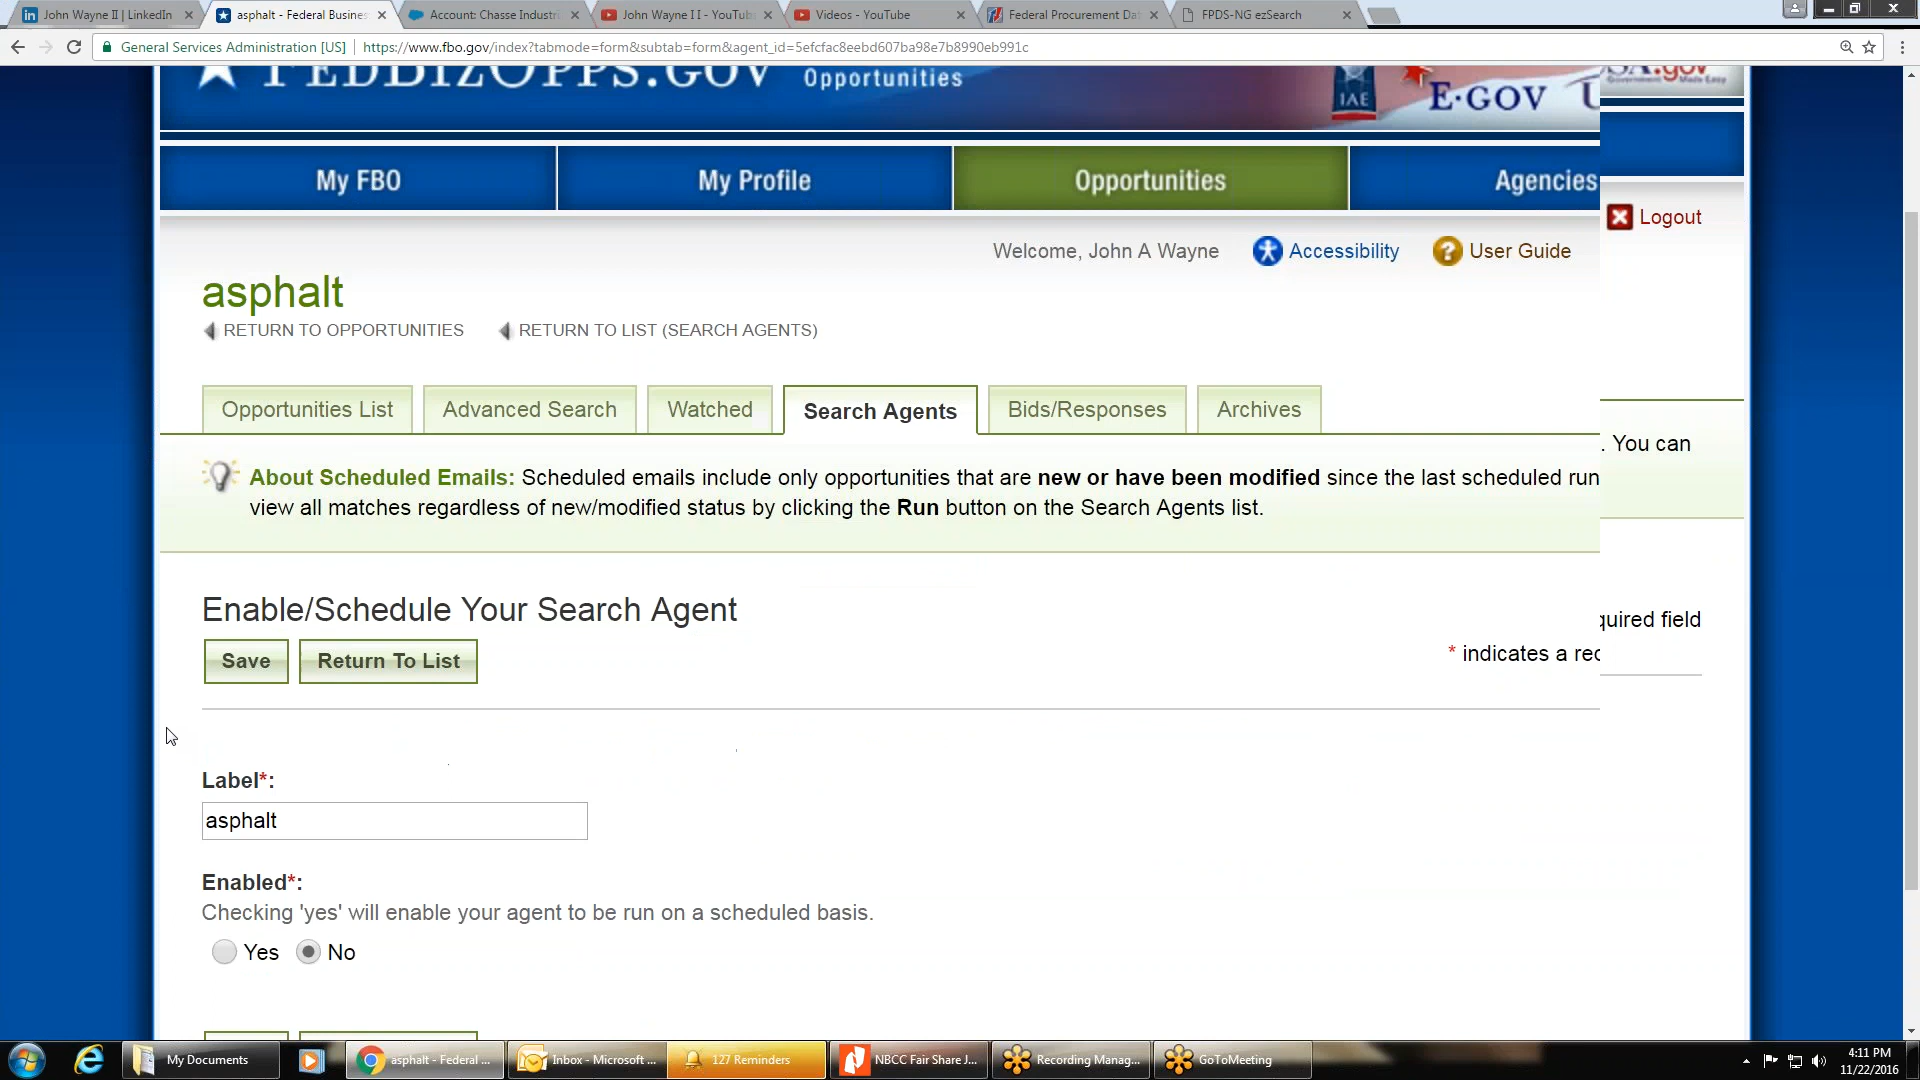 John Wayne II | LinkedIn
asphalt - Federal Busine
Account: Chasse Industri
John Wayne I I - YouTub
Videos - YouTube
Federal Procurement Da
FPDS-NG ezSearch
General Services Administration [US] | https://www.fbo.gov/index?tabmode=form&subtab=form&agent_id=5efcfac8eebd607ba98e7b8990eb991c
FEDBIZOPPS.GOV Opportunities
IAE
E·GOV
My FBO
My Profile
Opportunities
Agencies
Welcome, John A Wayne
Accessibility
User Guide
Logout
asphalt
RETURN TO OPPORTUNITIES
RETURN TO LIST (SEARCH AGENTS)
Opportunities List
Advanced Search
Watched
Search Agents
Bids/Responses
Archives
About Scheduled Emails: Scheduled emails include only opportunities that are new or have been modified since the last scheduled run
. You can
view all matches regardless of new/modified status by clicking the Run button on the Search Agents list.
Enable/Schedule Your Search Agent
quired field
Save
Return To List
* indicates a rec
Label*:
asphalt
Enabled*:
Checking 'yes' will enable your agent to be run on a scheduled basis.
Yes
No
My Documents
asphalt - Federal ...
Inbox - Microsoft ...
127 Reminders
NBCC Fair Share J...
Recording Manag...
GoToMeeting
4:11 PM
11/22/2016